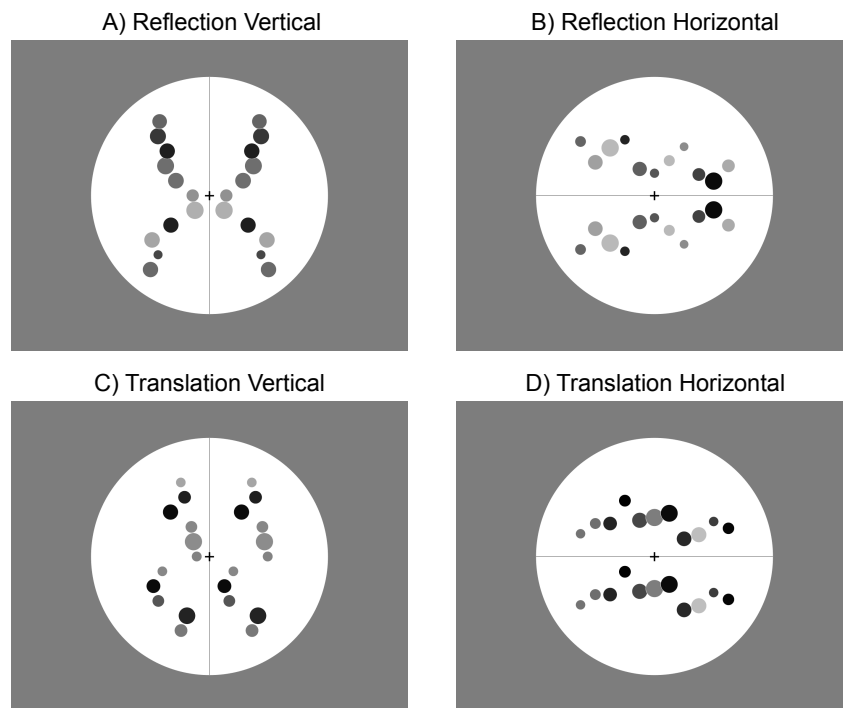 A) Reflection Vertical
B) Reflection Horizontal
C) Translation Vertical
D) Translation Horizontal